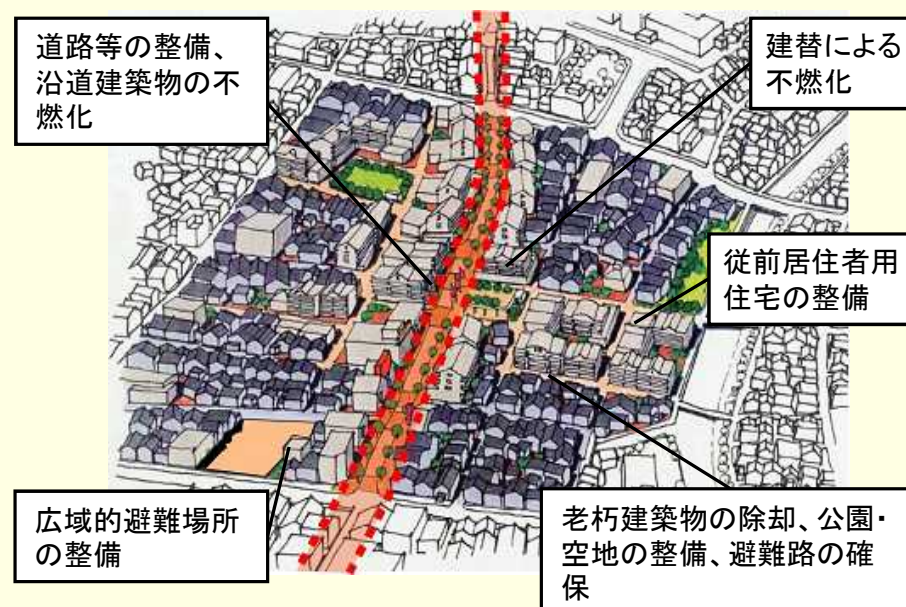 道路等の整備、
沿道建築物の不
燃化
建替による
不燃化
従前居住者用
住宅の整備
広域的避難場所
の整備
老朽建築物の除却、公園・
空地の整備、避難路の確
保